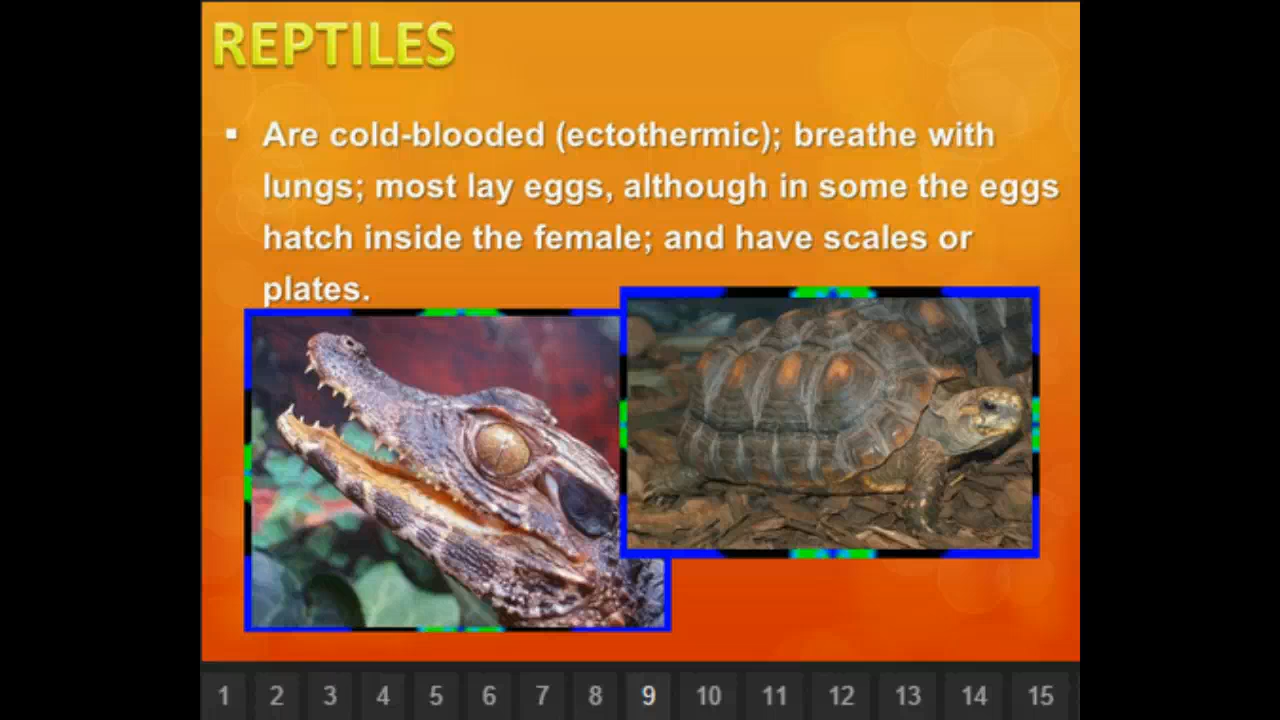 REPTILES
▪ Are cold-blooded (ectothermic); breathe with
lungs; most lay eggs, although in some the eggs
hatch inside the female; and have scales or
plates.
1 2 3 4 5 6 7 8 9 10 11 12 13 14 15